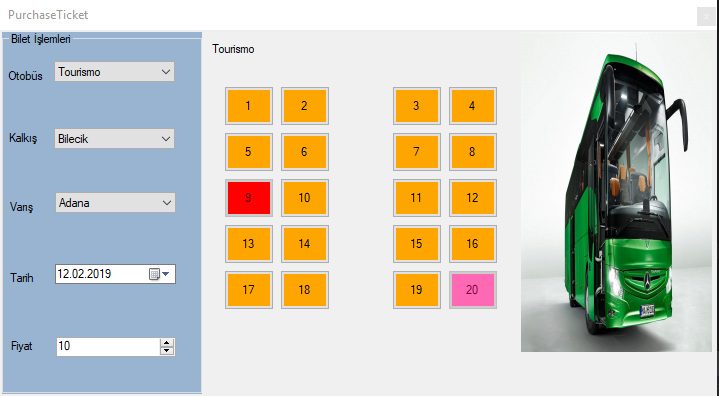 PurchaseTicket
x
Bilet İşlemleri
Otobüs
Tourismo
Kalkış
Bilecik
Varış
Adana
Tarih
12.02.2019
Fiyat
10
Tourismo
1 2 3 4
5 6 7 8
9 10 11 12
13 14 15 16
17 18 19 20